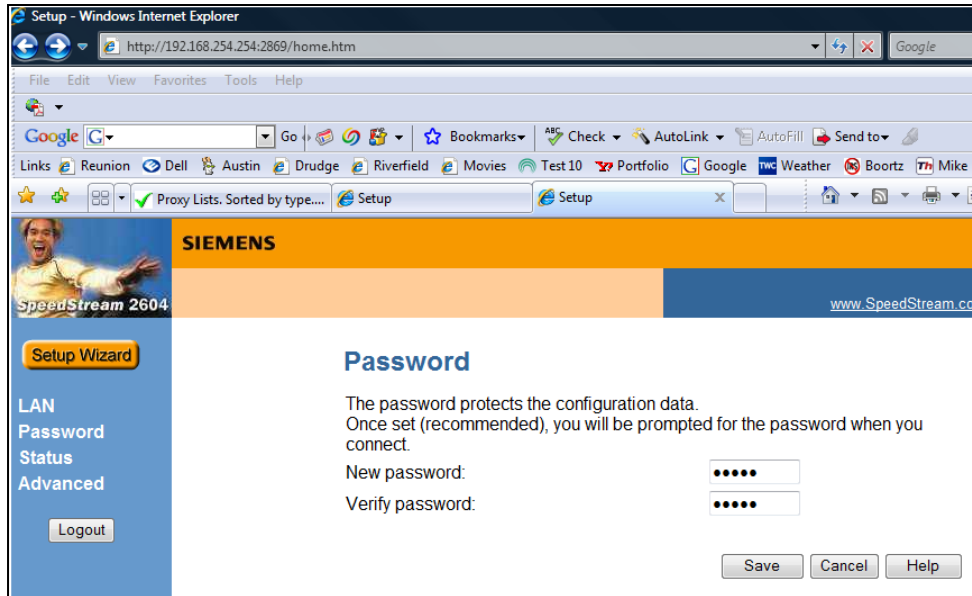 Setup - Windows Internet Explorer
http://192.168.254.254:2869/home.htm
Google
File Edit View Favorites Tools Help
Google G Go Bookmarks ABC Check AutoLink AutoFill Send to
Links Reunion Dell Austin Drudge Riverfield Movies Test 10 Portfolio Google TWC Weather Boortz Th Mike
Proxy Lists. Sorted by type.... Setup Setup
SIEMENS
SpeedStream 2604
www.SpeedStream.co
Setup Wizard
LAN
Password
Status
Advanced
Logout
Password
The password protects the configuration data.
Once set (recommended), you will be prompted for the password when you
connect.
New password: •••••
Verify password: •••••
Save Cancel Help